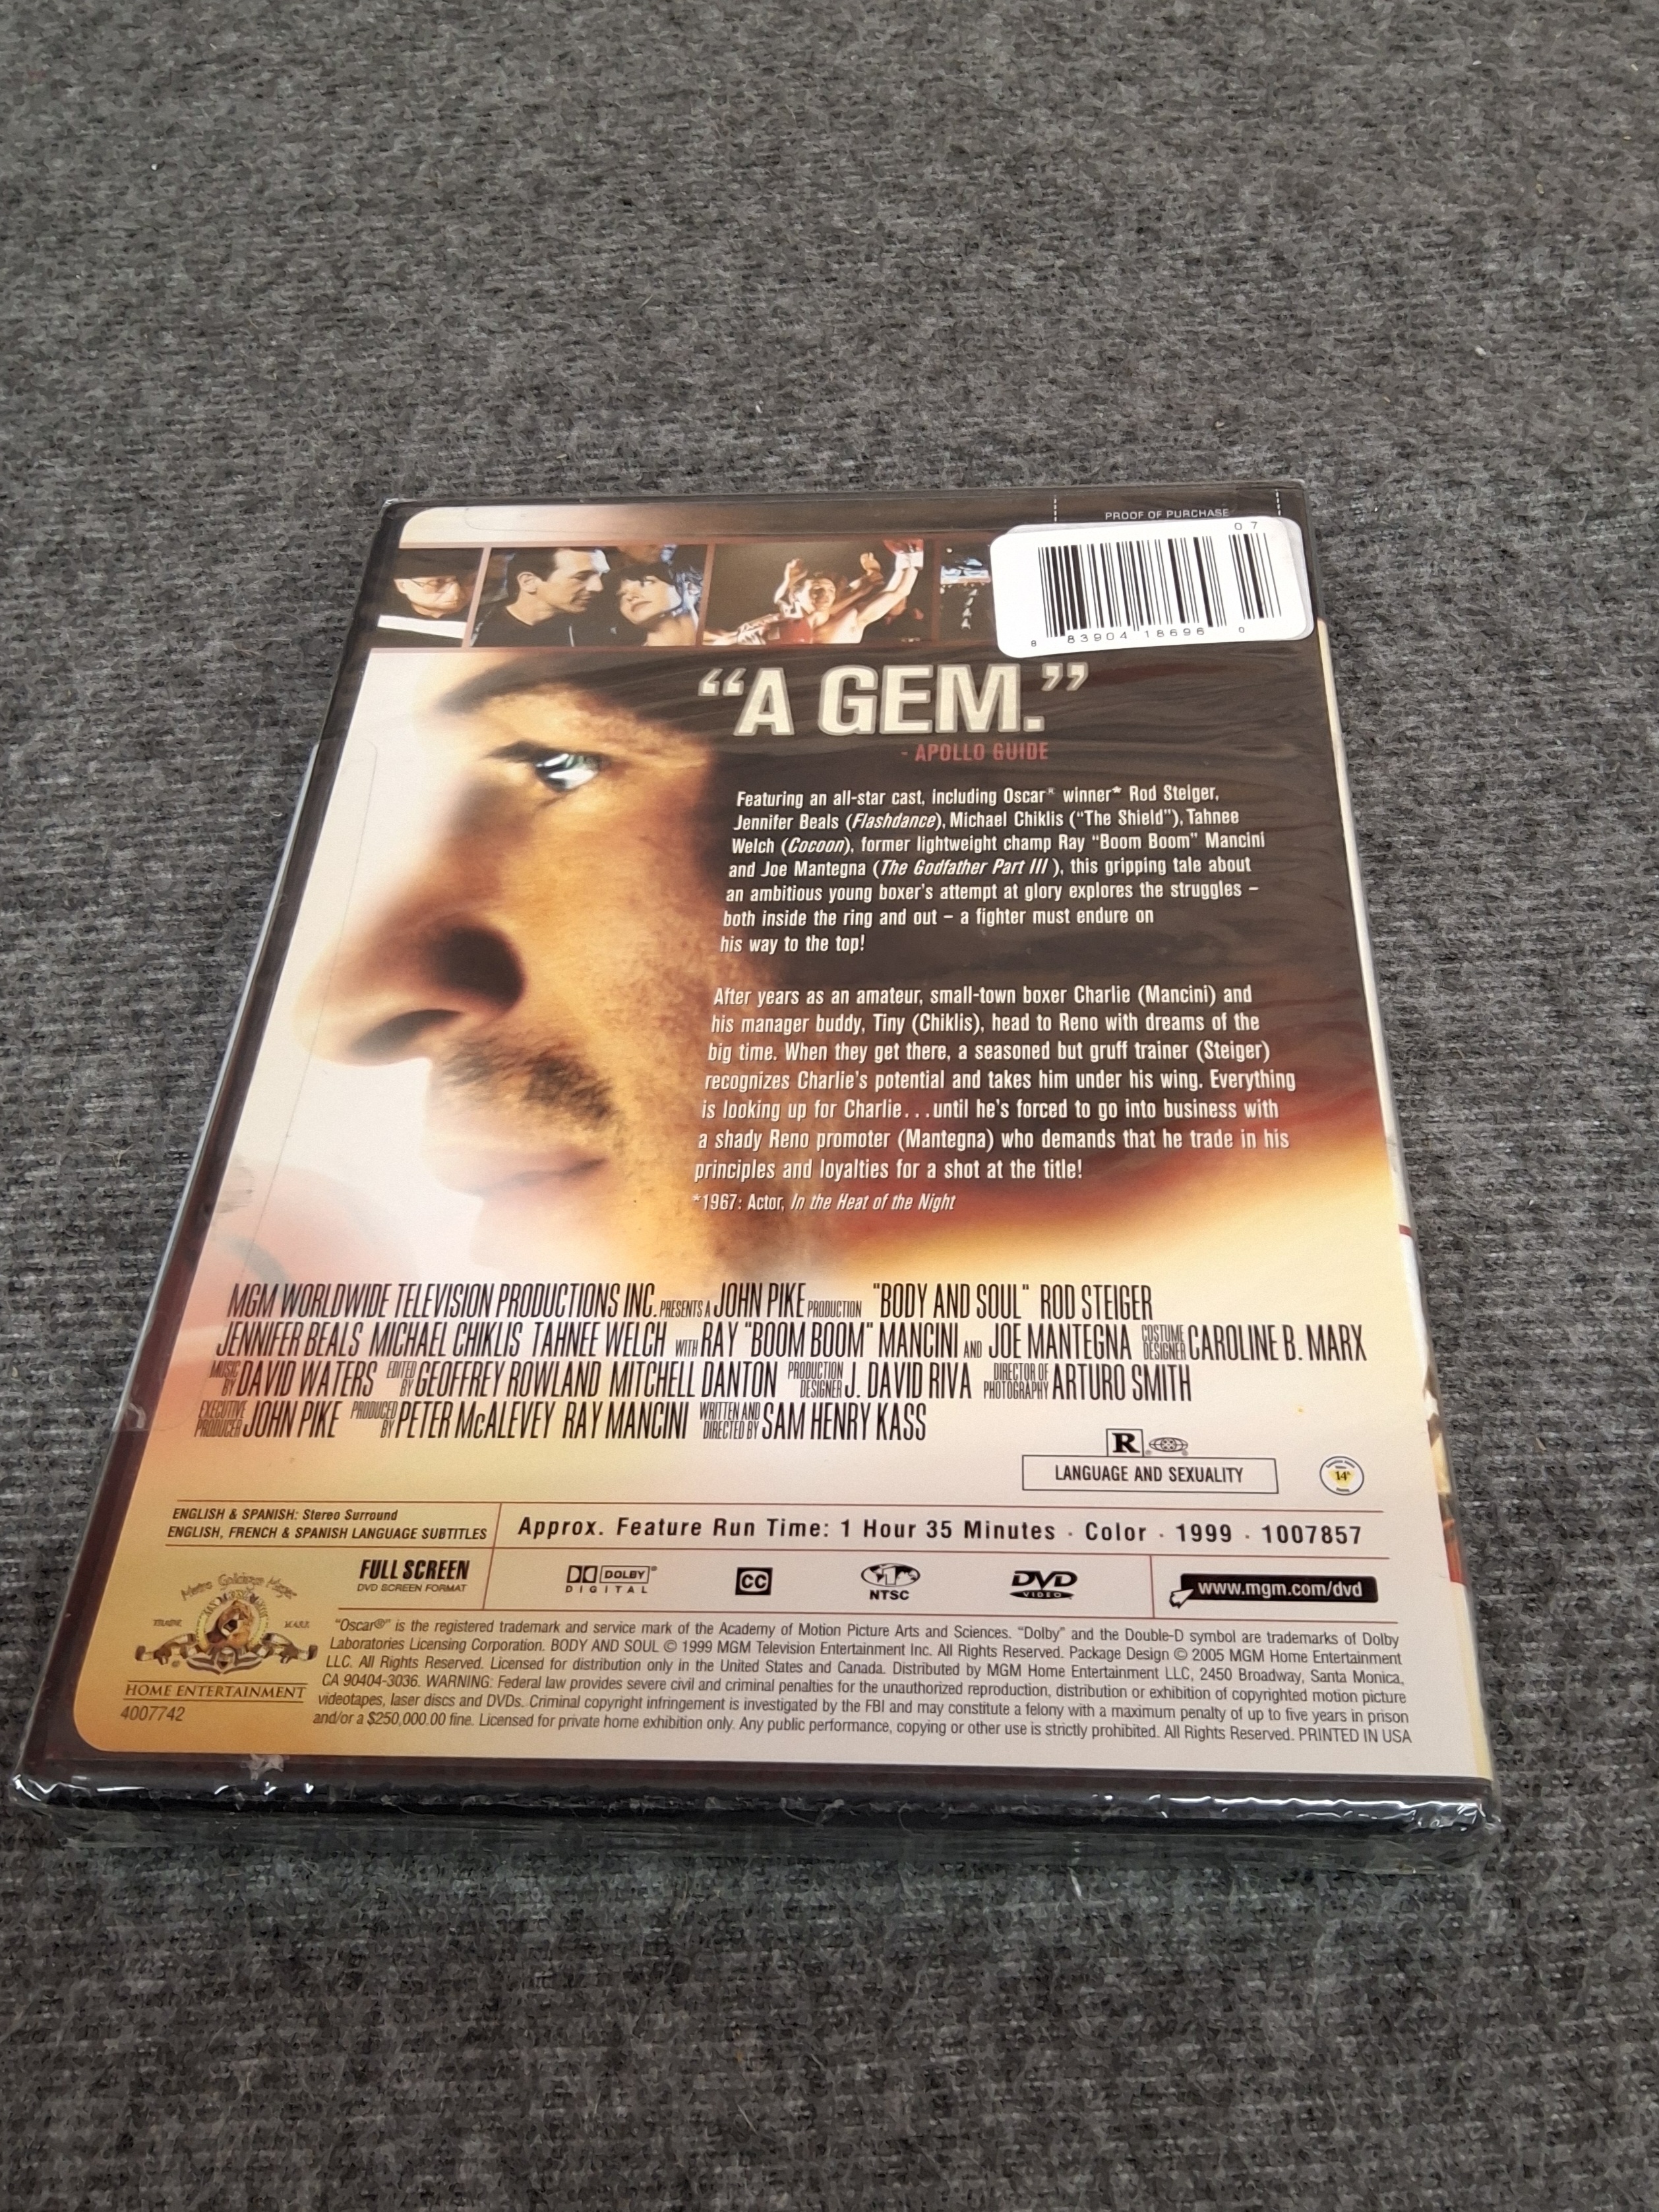 PROOF OF PURCHASE
07
8 83904 18696 0
“A GEM.”
- APOLLO GUIDE
Featuring an all-star cast, including Oscar® winner* Rod Steiger,
Jennifer Beals (Flashdance), Michael Chiklis (“The Shield”), Tahnee
Welch (Cocoon), former lightweight champ Ray “Boom Boom” Mancini
and Joe Mantegna (The Godfather Part III ), this gripping tale about
an ambitious young boxer's attempt at glory explores the struggles –
both inside the ring and out – a fighter must endure on
his way to the top!
After years as an amateur, small-town boxer Charlie (Mancini) and
his manager buddy, Tiny (Chiklis), head to Reno with dreams of the
big time. When they get there, a seasoned but gruff trainer (Steiger)
recognizes Charlie's potential and takes him under his wing. Everything
is looking up for Charlie...until he's forced to go into business with
a shady Reno promoter (Mantegna) who demands that he trade in his
principles and loyalties for a shot at the title!
*1967: Actor, In the Heat of the Night
MGM WORLDWIDE TELEVISION PRODUCTIONS INC. PRESENTS A JOHN PIKE PRODUCTION "BODY AND SOUL" ROD STEIGER
JENNIFER BEALS MICHAEL CHIKLIS TAHNEE WELCH WITH RAY "BOOM BOOM" MANCINI AND JOE MANTEGNA COSTUME DESIGNER CAROLINE B. MARX
MUSIC BY DAVID WATERS EDITED BY GEOFFREY ROWLAND MITCHELL DANTON PRODUCTION DESIGNER J. DAVID RIVA DIRECTOR OF PHOTOGRAPHY ARTURO SMITH
EXECUTIVE PRODUCER JOHN PIKE PRODUCED BY PETER McALEVEY RAY MANCINI WRITTEN AND DIRECTED BY SAM HENRY KASS
R
LANGUAGE AND SEXUALITY
14
ENGLISH & SPANISH: Stereo Surround
ENGLISH, FRENCH & SPANISH LANGUAGE SUBTITLES
Approx. Feature Run Time: 1 Hour 35 Minutes · Color · 1999 · 1007857
FULL SCREEN
DVD SCREEN FORMAT
DOLBY
DIGITAL
CC
1
NTSC
DVD
VIDEO
www.mgm.com/dvd
Metro Goldwyn Mayer
HOME ENTERTAINMENT
4007742
"Oscar®" is the registered trademark and service mark of the Academy of Motion Picture Arts and Sciences. "Dolby" and the Double-D symbol are trademarks of Dolby
Laboratories Licensing Corporation. BODY AND SOUL © 1999 MGM Television Entertainment Inc. All Rights Reserved. Package Design © 2005 MGM Home Entertainment
LLC. All Rights Reserved. Licensed for distribution only in the United States and Canada. Distributed by MGM Home Entertainment LLC, 2450 Broadway, Santa Monica,
CA 90404-3036. WARNING: Federal law provides severe civil and criminal penalties for the unauthorized reproduction, distribution or exhibition of copyrighted motion picture
videotapes, laser discs and DVDs. Criminal copyright infringement is investigated by the FBI and may constitute a felony with a maximum penalty of up to five years in prison
and/or a $250,000.00 fine. Licensed for private home exhibition only. Any public performance, copying or other use is strictly prohibited. All Rights Reserved. PRINTED IN USA